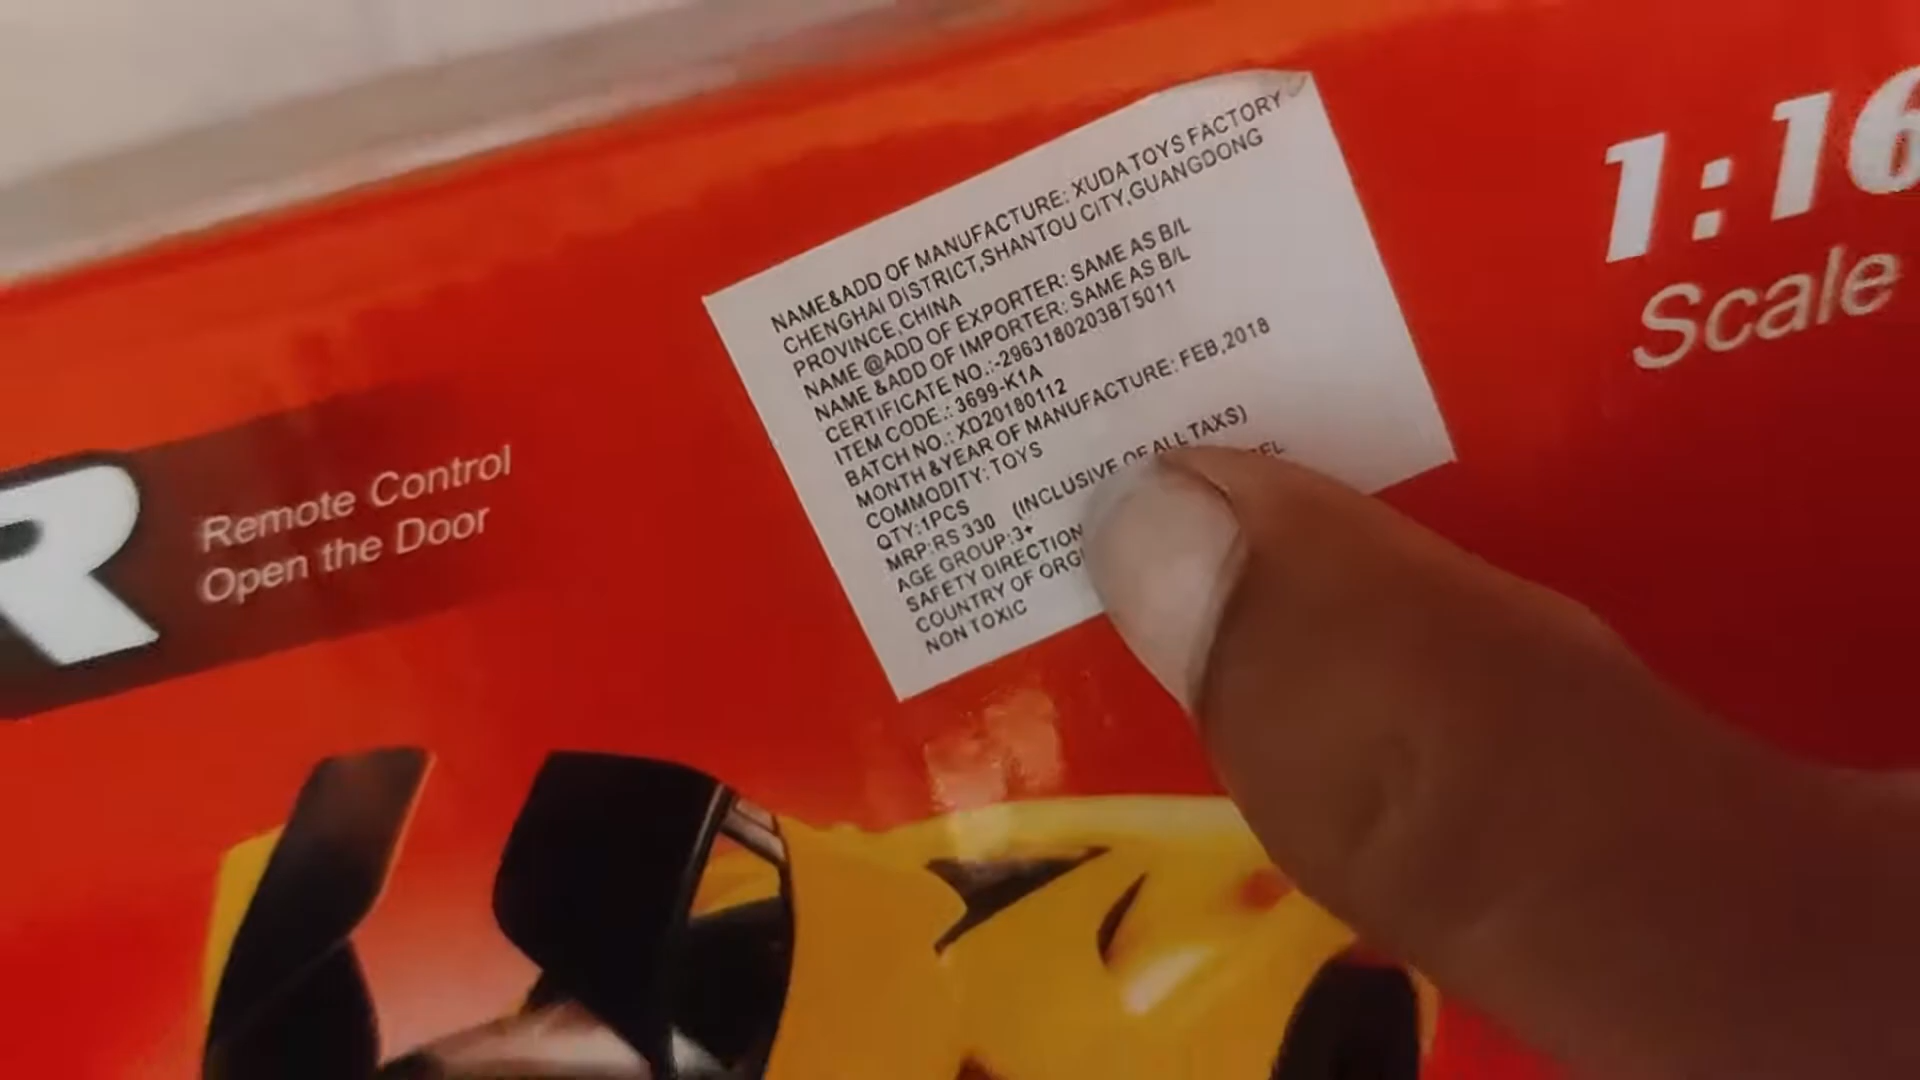 NAME&ADD OF MANUFACTURE: XUDA TOYS FACTORY
CHENGHAI DISTRICT,SHANTOU CITY,GUANGDONG
PROVINCE,CHINA
NAME @ADD OF EXPORTER: SAME AS B/L
NAME &ADD OF IMPORTER: SAME AS B/L
CERTIFICATE NO.:-2963180203BT5011
ITEM CODE.: 3699-K1A
BATCH NO.: XD20180112
MONTH &YEAR OF MANUFACTURE: FEB,2018
COMMODITY: TOYS
QTY:1PCS
MRP:RS 330 (INCLUSIVE OF ALL TAXS)
AGE GROUP:3+
SAFETY DIRECTION
COUNTRY OF
NON TOXIC
1:16
Scale
R
Remote Control
Open the Door